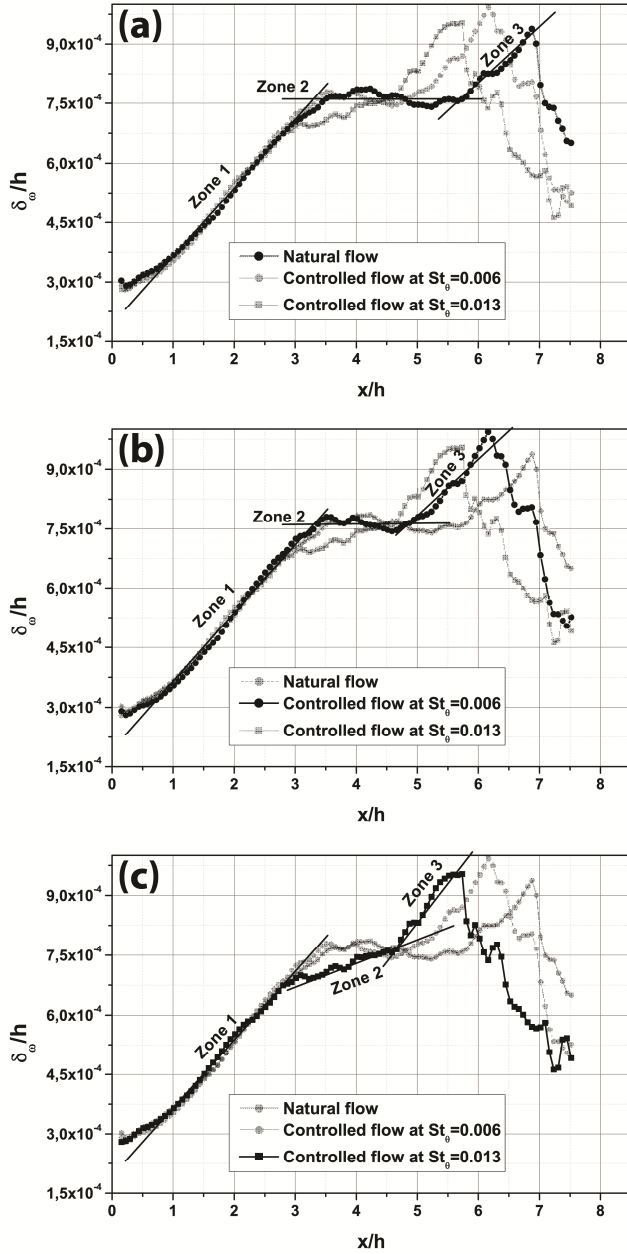 (a)
9,0x10⁻⁴
7,5x10⁻⁴
6,0x10⁻⁴
4,5x10⁻⁴
3,0x10⁻⁴
1,5x10⁻⁴
δω/h
Zone 1
Zone 2
Zone 3
Natural flow
Controlled flow at Stθ=0.006
Controlled flow at Stθ=0.013
0 1 2 3 4 5 6 7 8
x/h
(b)
9,0x10⁻⁴
7,5x10⁻⁴
6,0x10⁻⁴
4,5x10⁻⁴
3,0x10⁻⁴
1,5x10⁻⁴
δω/h
Zone 1
Zone 2
Zone 3
Natural flow
Controlled flow at Stθ=0.006
Controlled flow at Stθ=0.013
0 1 2 3 4 5 6 7 8
x/h
(c)
9,0x10⁻⁴
7,5x10⁻⁴
6,0x10⁻⁴
4,5x10⁻⁴
3,0x10⁻⁴
1,5x10⁻⁴
δω/h
Zone 1
Zone 2
Zone 3
Natural flow
Controlled flow at Stθ=0.006
Controlled flow at Stθ=0.013
0 1 2 3 4 5 6 7 8
x/h